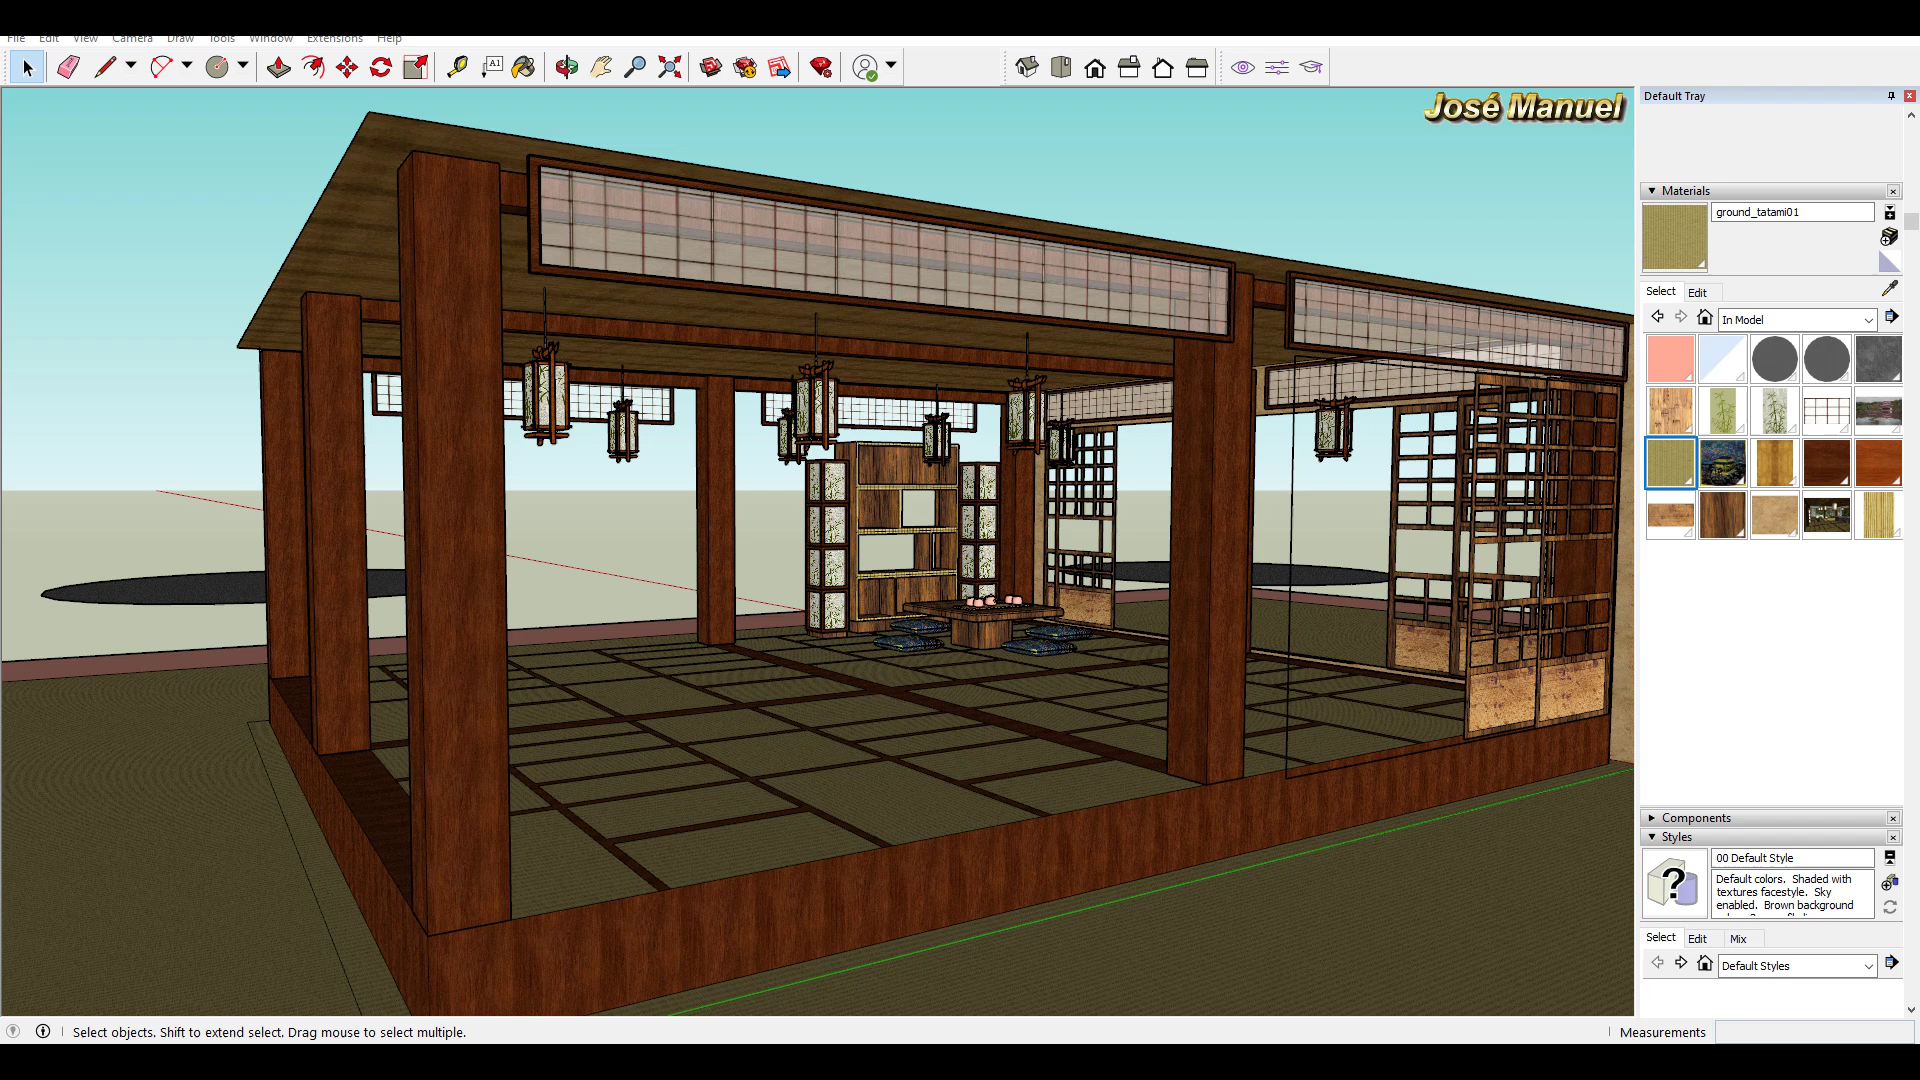 File Edit View Camera Draw Tools Window Extensions Help
A1
José Manuel
Default Tray
Materials
ground_tatami01
Select Edit
In Model
Components
Styles
00 Default Style
Default colors. Shaded with
textures facestyle. Sky
enabled. Brown background
Select Edit Mix
Default Styles
Select objects. Shift to extend select. Drag mouse to select multiple.
Measurements